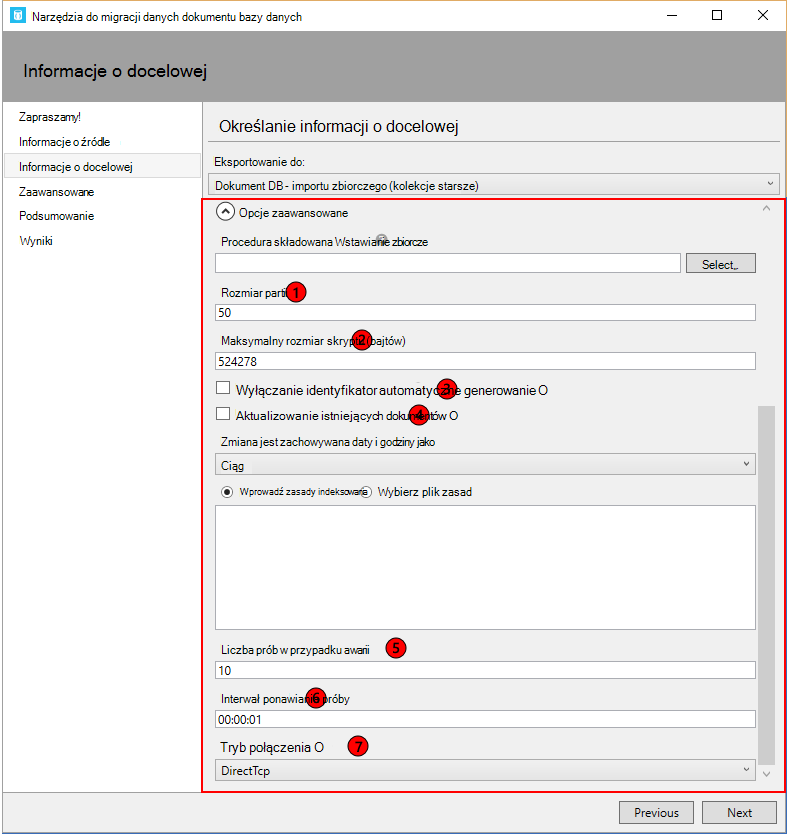 Narzędzia do migracji danych dokumentu bazy danych
Informacje o docelowej
Zapraszamy!
Informacje o źródle
Informacje o docelowej
Zaawansowane
Podsumowanie
Wyniki
Określanie informacji o docelowej
Eksportowanie do:
Dokument DB - importu zbiorczego (kolekcje starsze)
Opcje zaawansowane
Procedura składowana Wstawianie zbiorcze
Select..
Rozmiar partii 1
50
Maksymalny rozmiar skryptu (bajtów) 2
524278
Wyłączanie identyfikator automatyczne generowanie O 3
Aktualizowanie istniejących dokumentów O 4
Zmiana jest zachowywana daty i godziny jako
Ciąg
Wprowadź zasady indeksowania Wybierz plik zasad
Liczba prób w przypadku awarii 5
10
Interwał ponawiania próby 6
00:00:01
Tryb połączenia O 7
DirectTcp
Previous Next